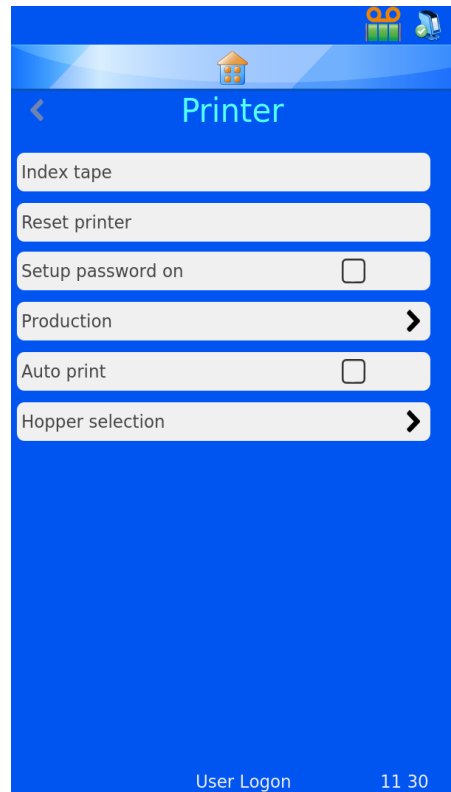 Printer
Index tape
Reset printer
Setup password on
Production
Auto print
Hopper selection
User Logon 11 30